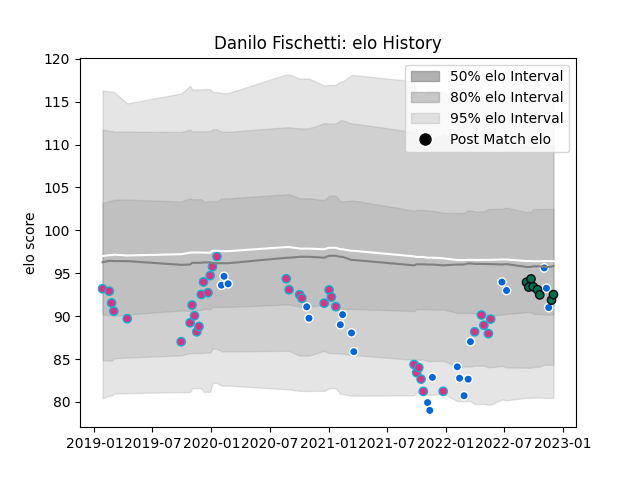 Danilo Fischetti: elo History
50% elo Interval
80% elo Interval
95% elo Interval
Post Match elo
elo score
120
115
110
105
100
95
90
85
80
2019-01 2019-07 2020-01 2020-07 2021-01 2021-07 2022-01 2022-07 2023-01